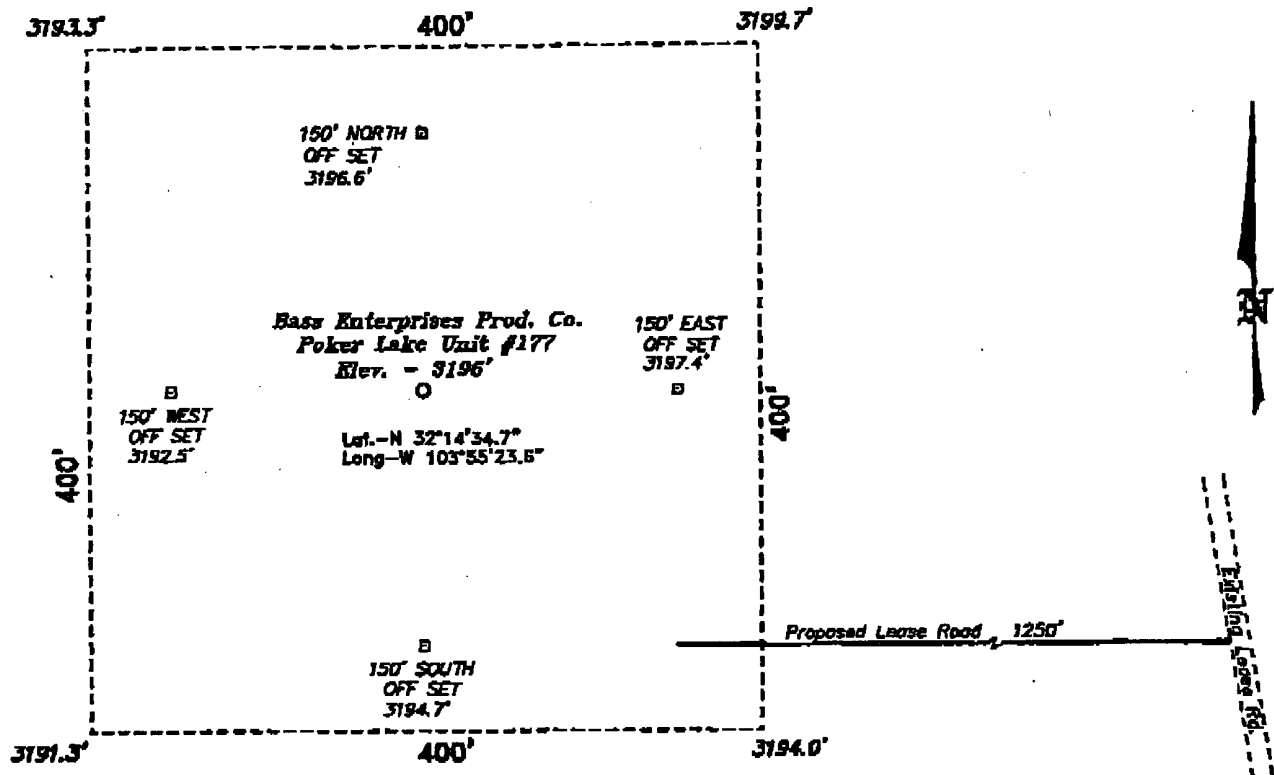 3193.3'
400'
3199.7'
150' NORTH
OFF SET
3196.6'
Bass Enterprises Prod. Co.
Poker Lake Unit #177
Elev. - 3196'
150' EAST
OFF SET
3197.4'
150' WEST
OFF SET
3192.5'
Lat.-N 32°14'34.7"
Long-W 103°55'23.6"
400'
400'
N
Proposed Lease Road 1250'
Existing Lease Rd.
150' SOUTH
OFF SET
3194.7'
3191.3'
400'
3194.0'